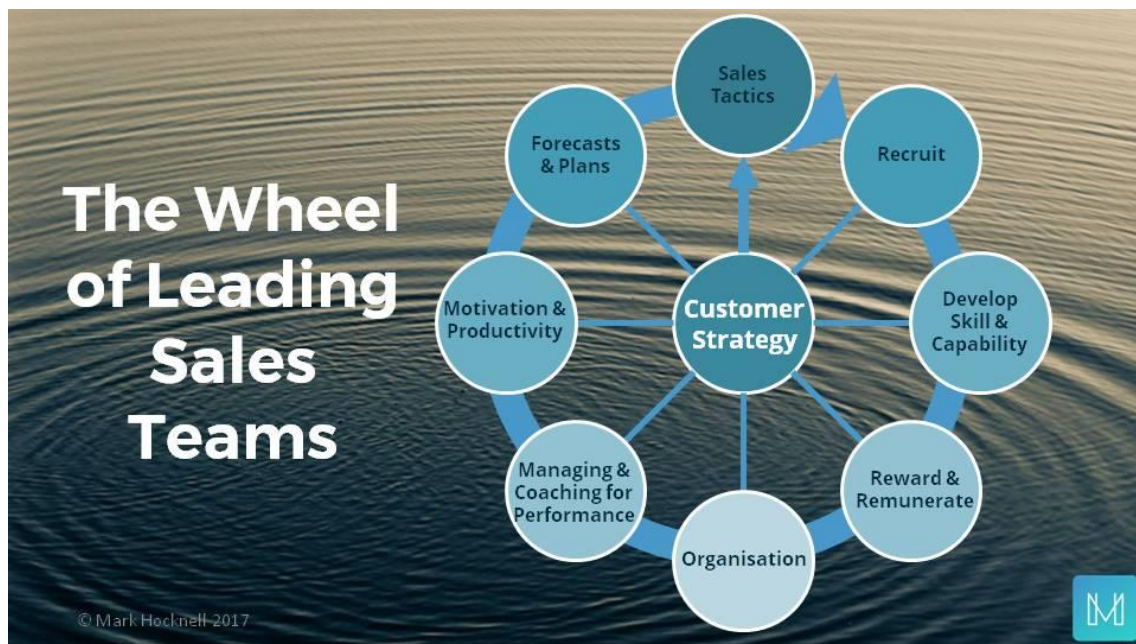 The Wheel
of Leading
Sales
Teams
Sales
Tactics
Recruit
Develop
Skill &
Capability
Reward &
Remunerate
Organisation
Managing &
Coaching for
Performance
Motivation &
Productivity
Forecasts
& Plans
Customer
Strategy
© Mark Hocknell 2017
M